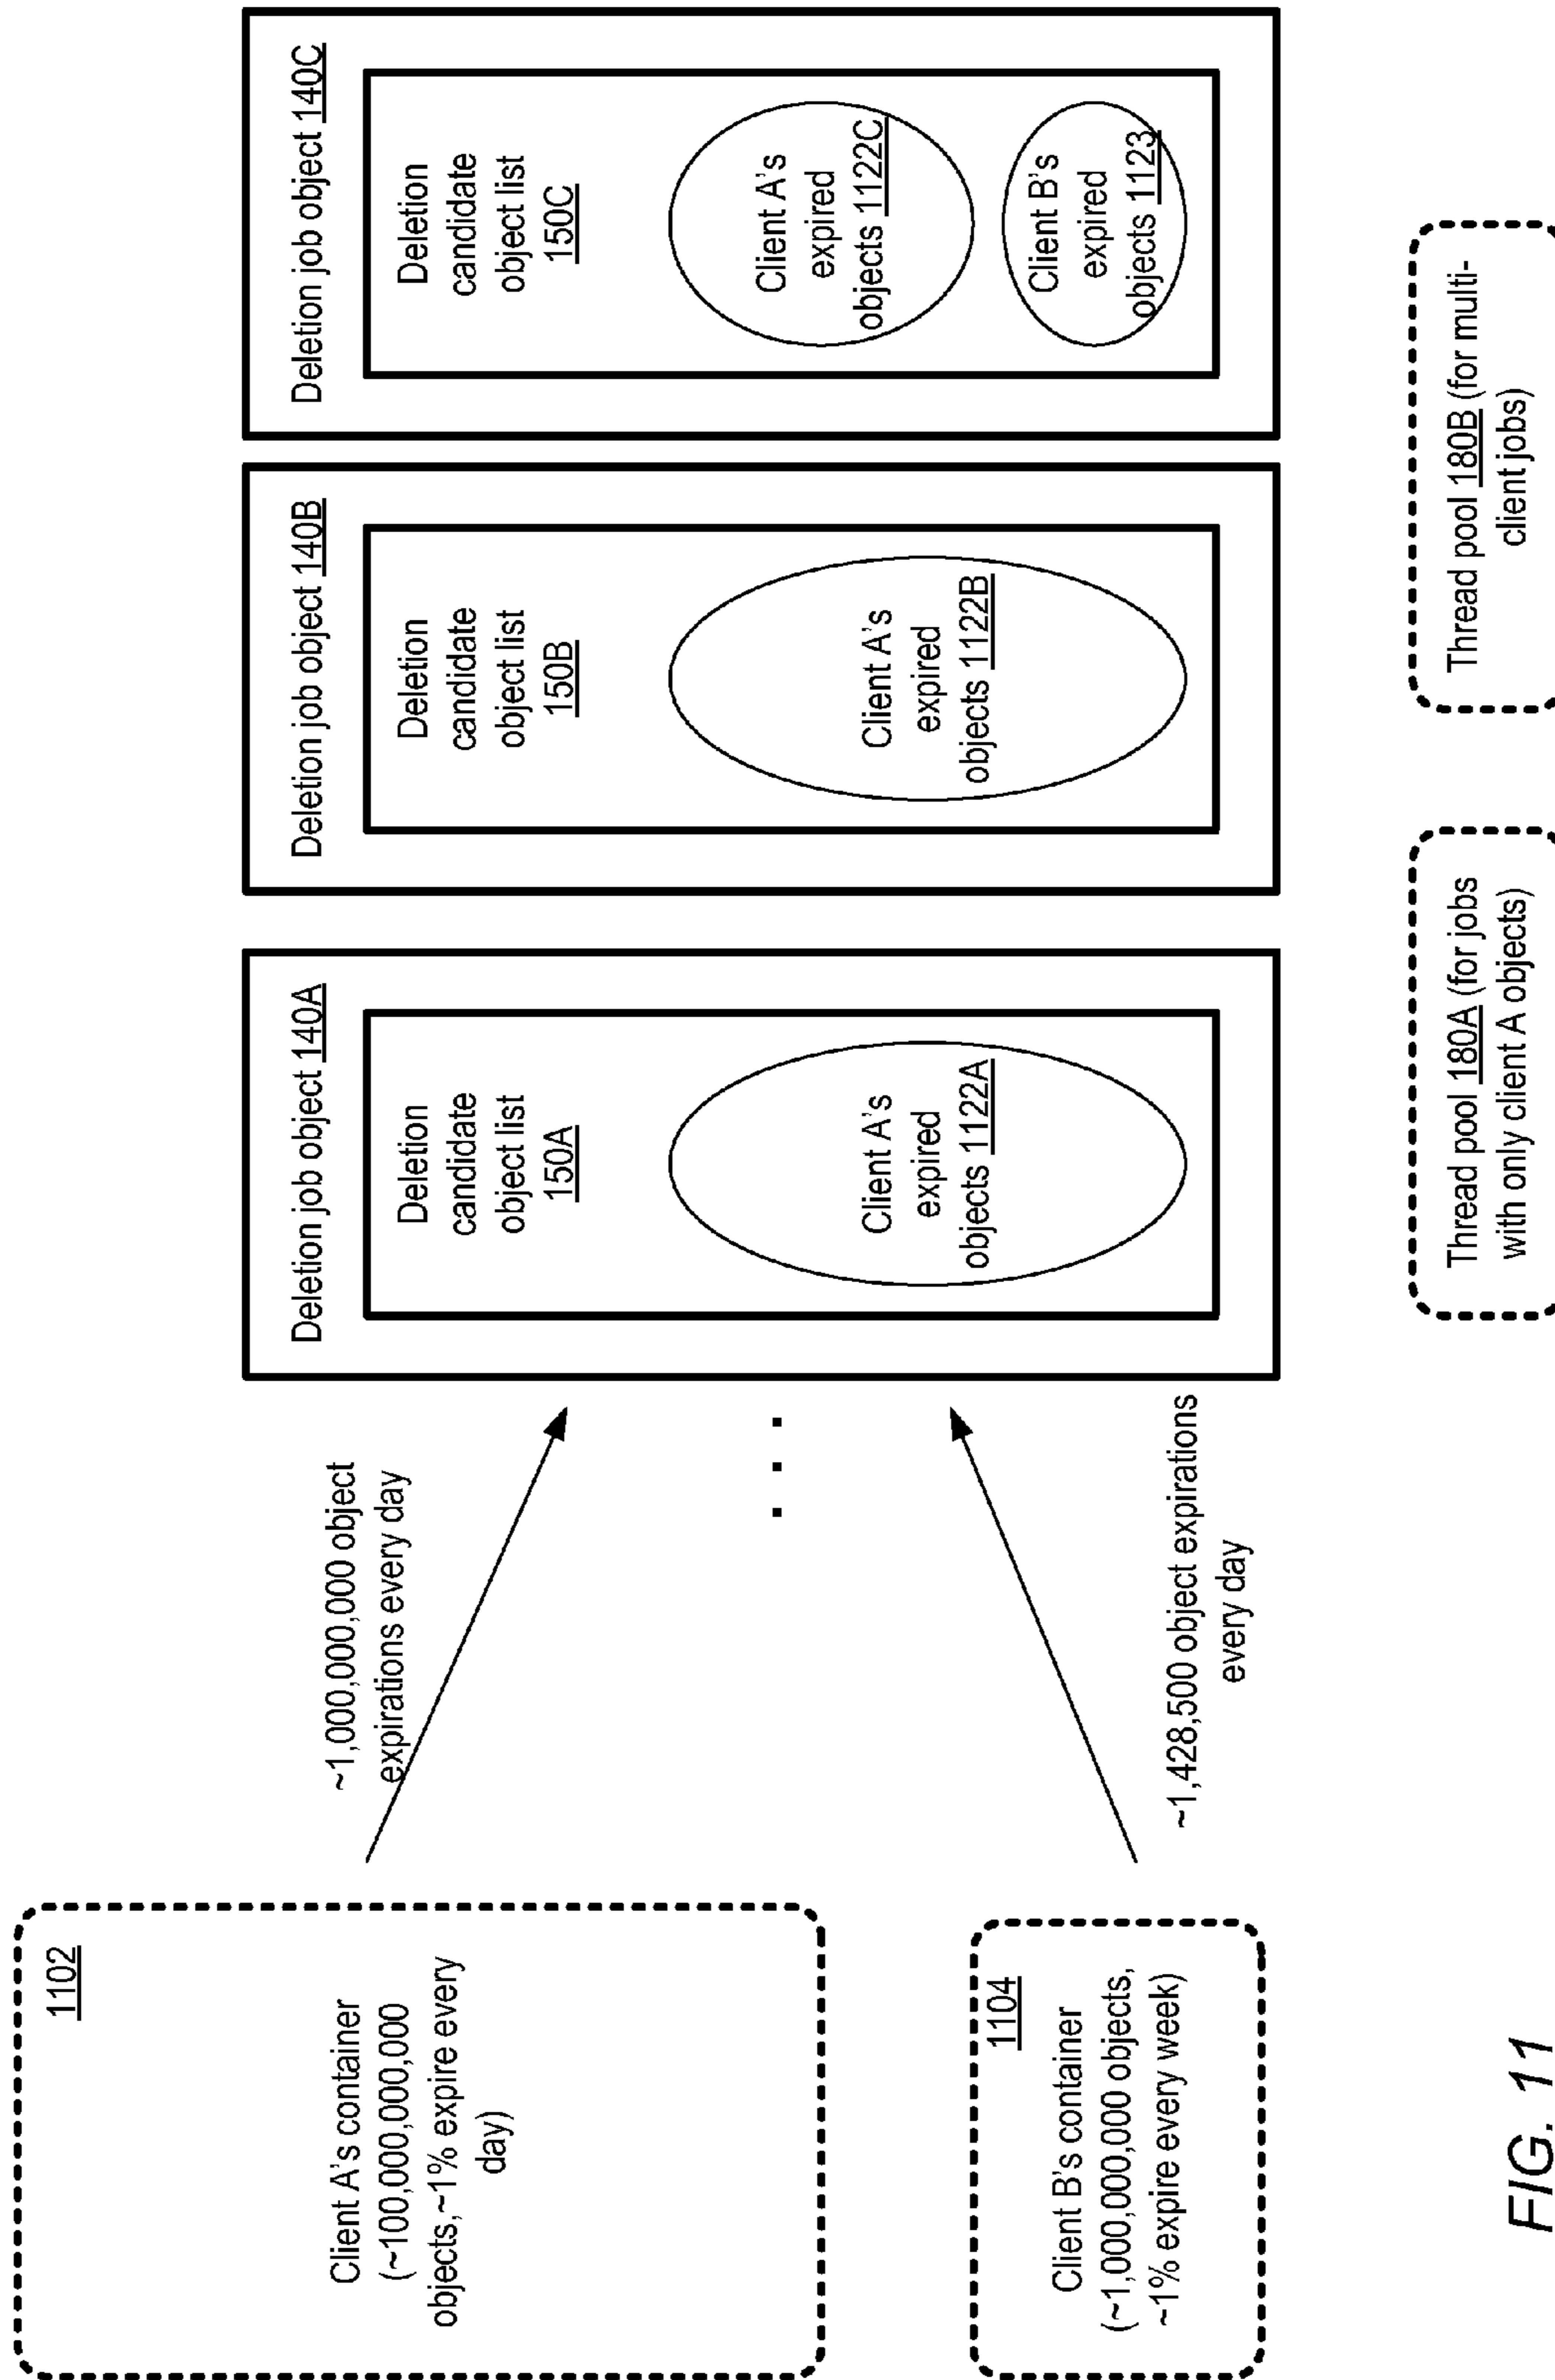 1102
Client A's container
(~100,000,000,000
objects,~1% expire every
day)
1104
Client B's container
(~1,000,000,000 objects,
~1% expire every week)
~1,000,000,000 object
expirations every day
. . .
~1,428,500 object expirations
every day
Deletion job object 140A
Deletion
candidate
object list
150A
Client A's
expired
objects 1122A
Deletion job object 140B
Deletion
candidate
object list
150B
Client A's
expired
objects 1122B
Deletion job object 140C
Deletion
candidate
object list
150C
Client A's
expired
objects 1122C
Client B's
expired
objects 1123
Thread pool 180A (for jobs
with only client A objects)
Thread pool 180B (for multi-
client jobs)
FIG. 11